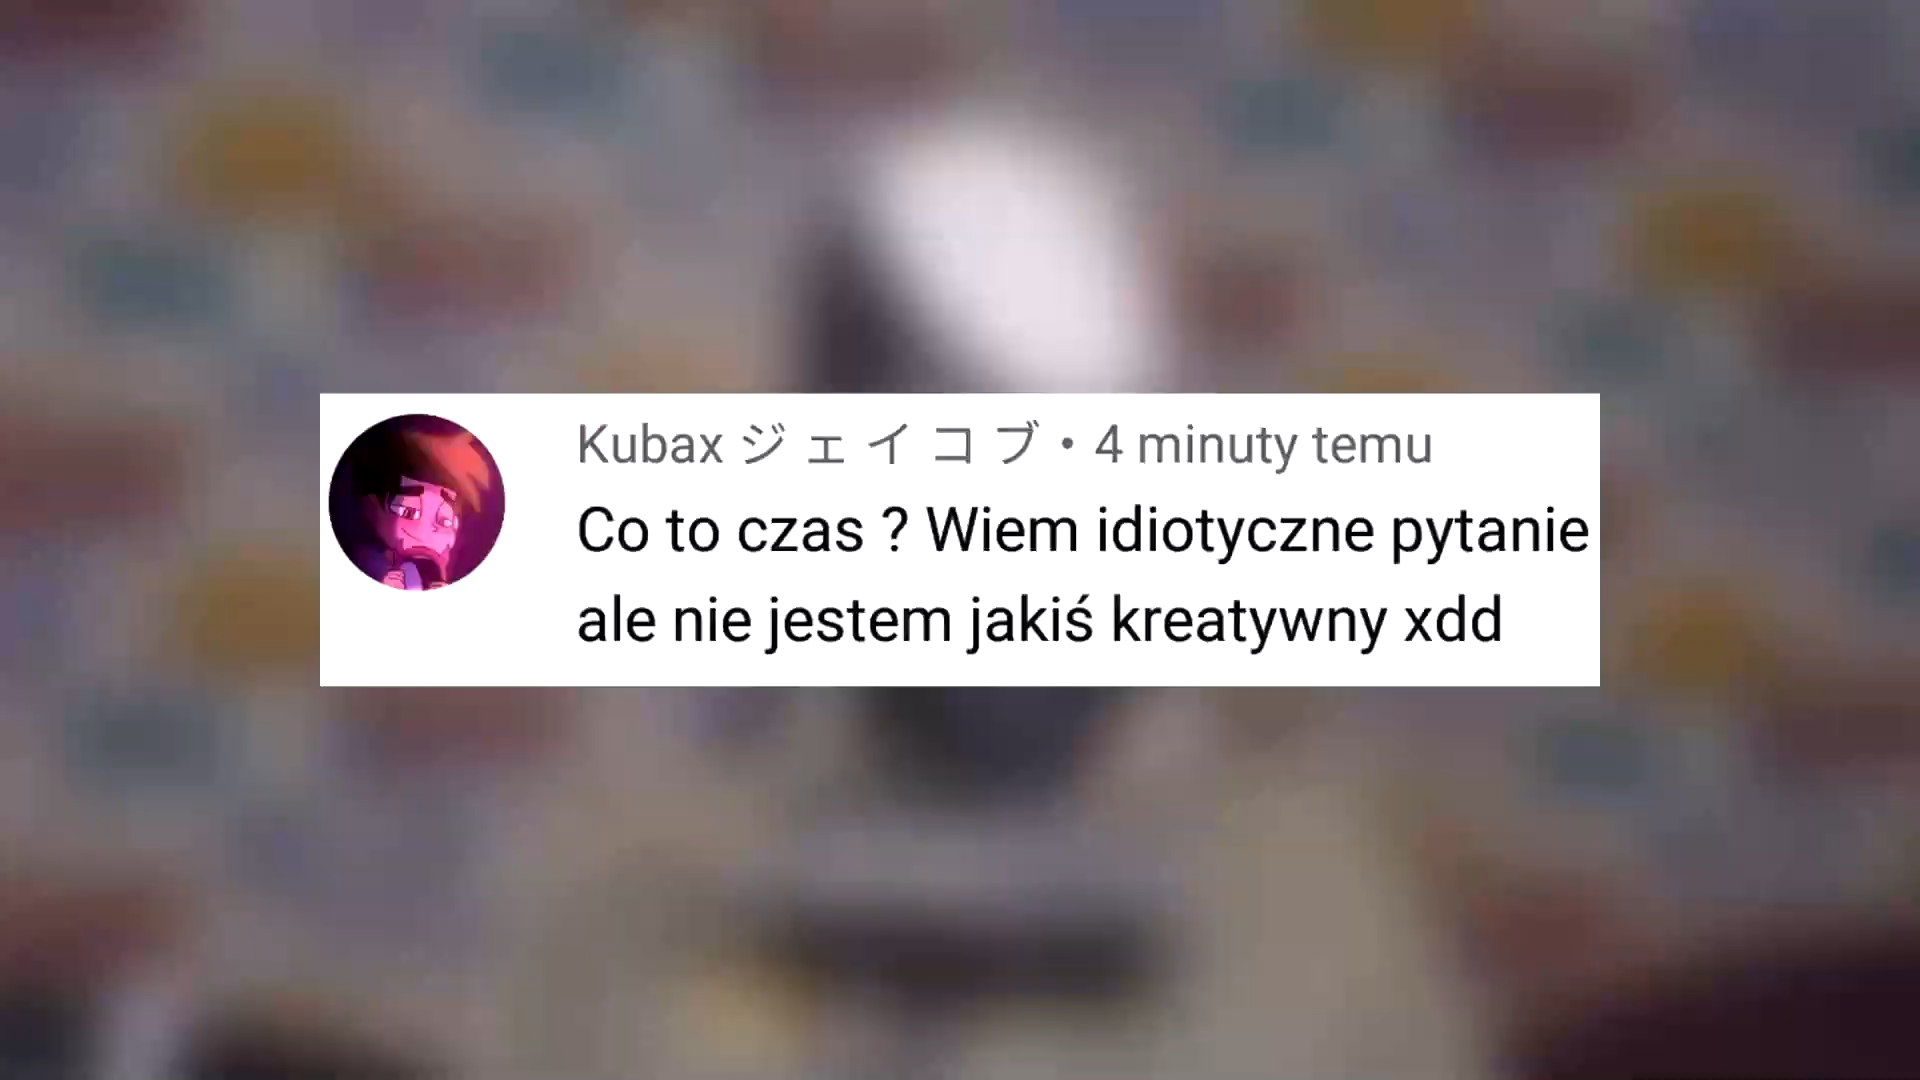 Kubax ジェイコブ • 4 minuty temu
Co to czas ? Wiem idiotyczne pytanie
ale nie jestem jakiś kreatywny xdd